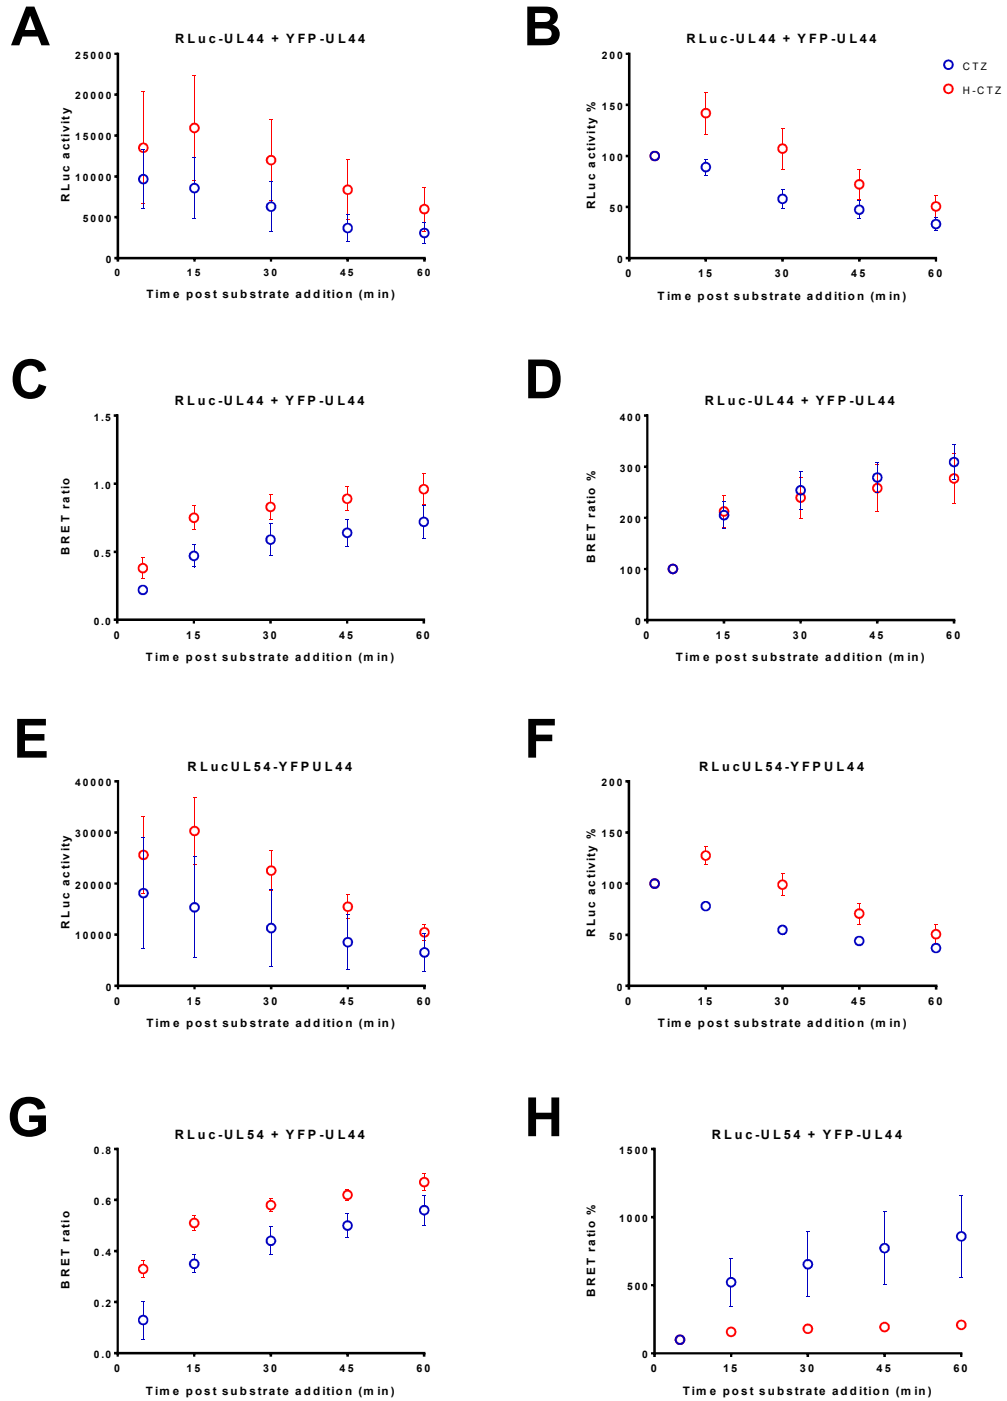 A
RLuc-UL44 + YFP-UL44
25000
20000
15000
10000
5000
0
RLuc activity
0 15 30 45 60
Time post substrate addition (min)
B
RLuc-UL44 + YFP-UL44
200
150
100
50
0
RLuc activity %
0 15 30 45 60
Time post substrate addition (min)
CTZ
H-CTZ
C
RLuc-UL44 + YFP-UL44
1.5
1.0
0.5
0.0
BRET ratio
0 15 30 45 60
Time post substrate addition (min)
D
RLuc-UL44 + YFP-UL44
400
300
200
100
0
BRET ratio %
0 15 30 45 60
Time post substrate addition (min)
E
RLucUL54-YFPUL44
40000
30000
20000
10000
0
RLuc activity
0 15 30 45 60
Time post substrate addition (min)
F
RLucUL54-YFPUL44
200
150
100
50
0
RLuc activity %
0 15 30 45 60
Time post substrate addition (min)
G
RLuc-UL54 + YFP-UL44
0.8
0.6
0.4
0.2
0.0
BRET ratio
0 15 30 45 60
Time post substrate addition (min)
H
RLuc-UL54 + YFP-UL44
1500
1000
500
0
BRET ratio %
0 15 30 45 60
Time post substrate addition (min)